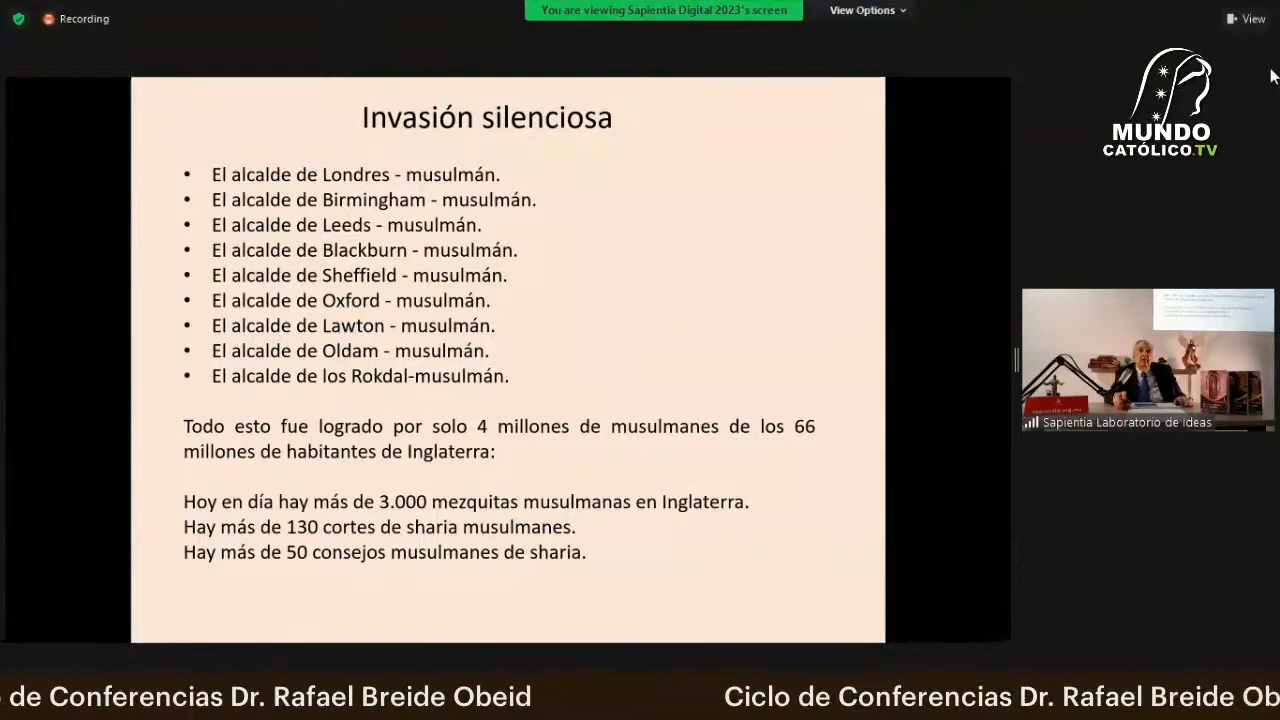 Recording
You are viewing Sapientia Digital 2023's screen
View Options
View
MUNDO
CATÓLICO.TV
Invasión silenciosa
• El alcalde de Londres - musulmán.
• El alcalde de Birmingham - musulmán.
• El alcalde de Leeds - musulmán.
• El alcalde de Blackburn - musulmán.
• El alcalde de Sheffield - musulmán.
• El alcalde de Oxford - musulmán.
• El alcalde de Lawton - musulmán.
• El alcalde de Oldam - musulmán.
• El alcalde de los Rokdal-musulmán.
Todo esto fue logrado por solo 4 millones de musulmanes de los 66
millones de habitantes de Inglaterra:
Hoy en día hay más de 3.000 mezquitas musulmanas en Inglaterra.
Hay más de 130 cortes de sharia musulmanes.
Hay más de 50 consejos musulmanes de sharia.
Sapientia Laboratorio de Ideas
o de Conferencias Dr. Rafael Breide Obeid
Ciclo de Conferencias Dr. Rafael Breide Ob